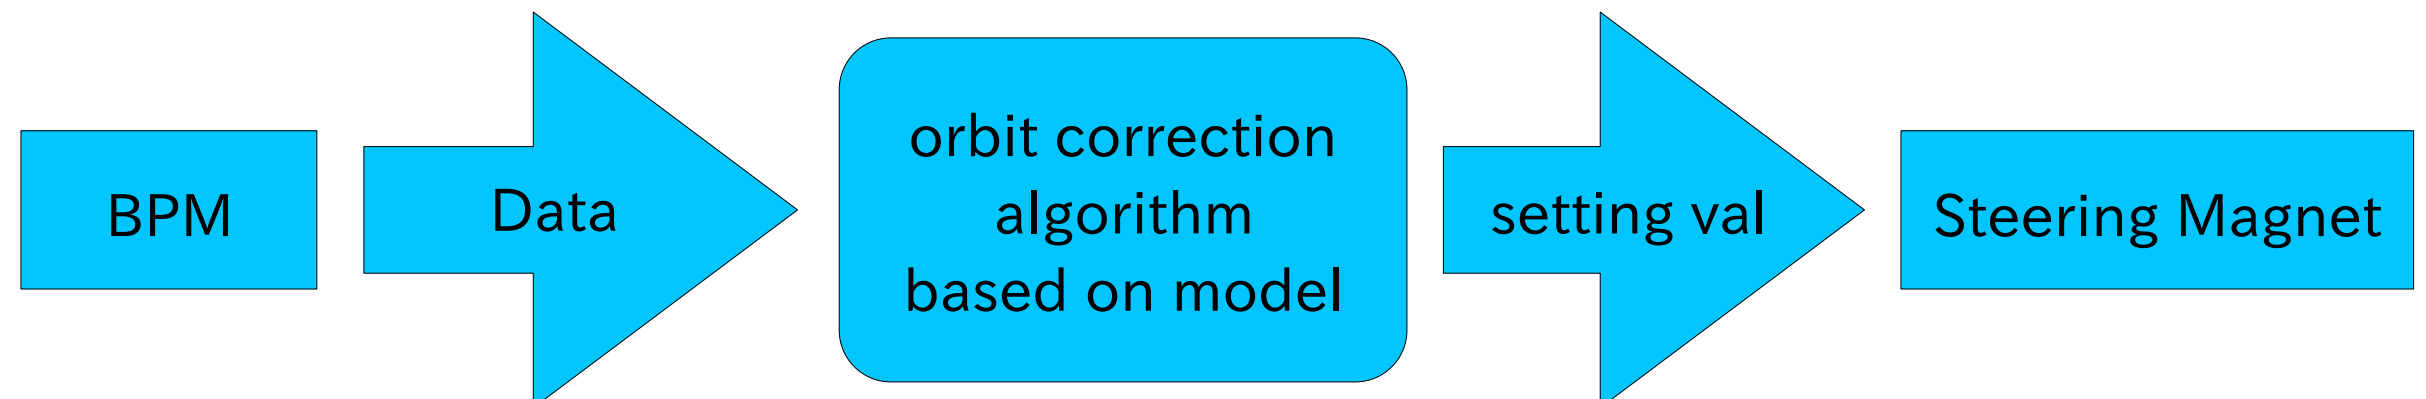 BPM
Data
orbit correction
algorithm
based on model
setting val
Steering Magnet